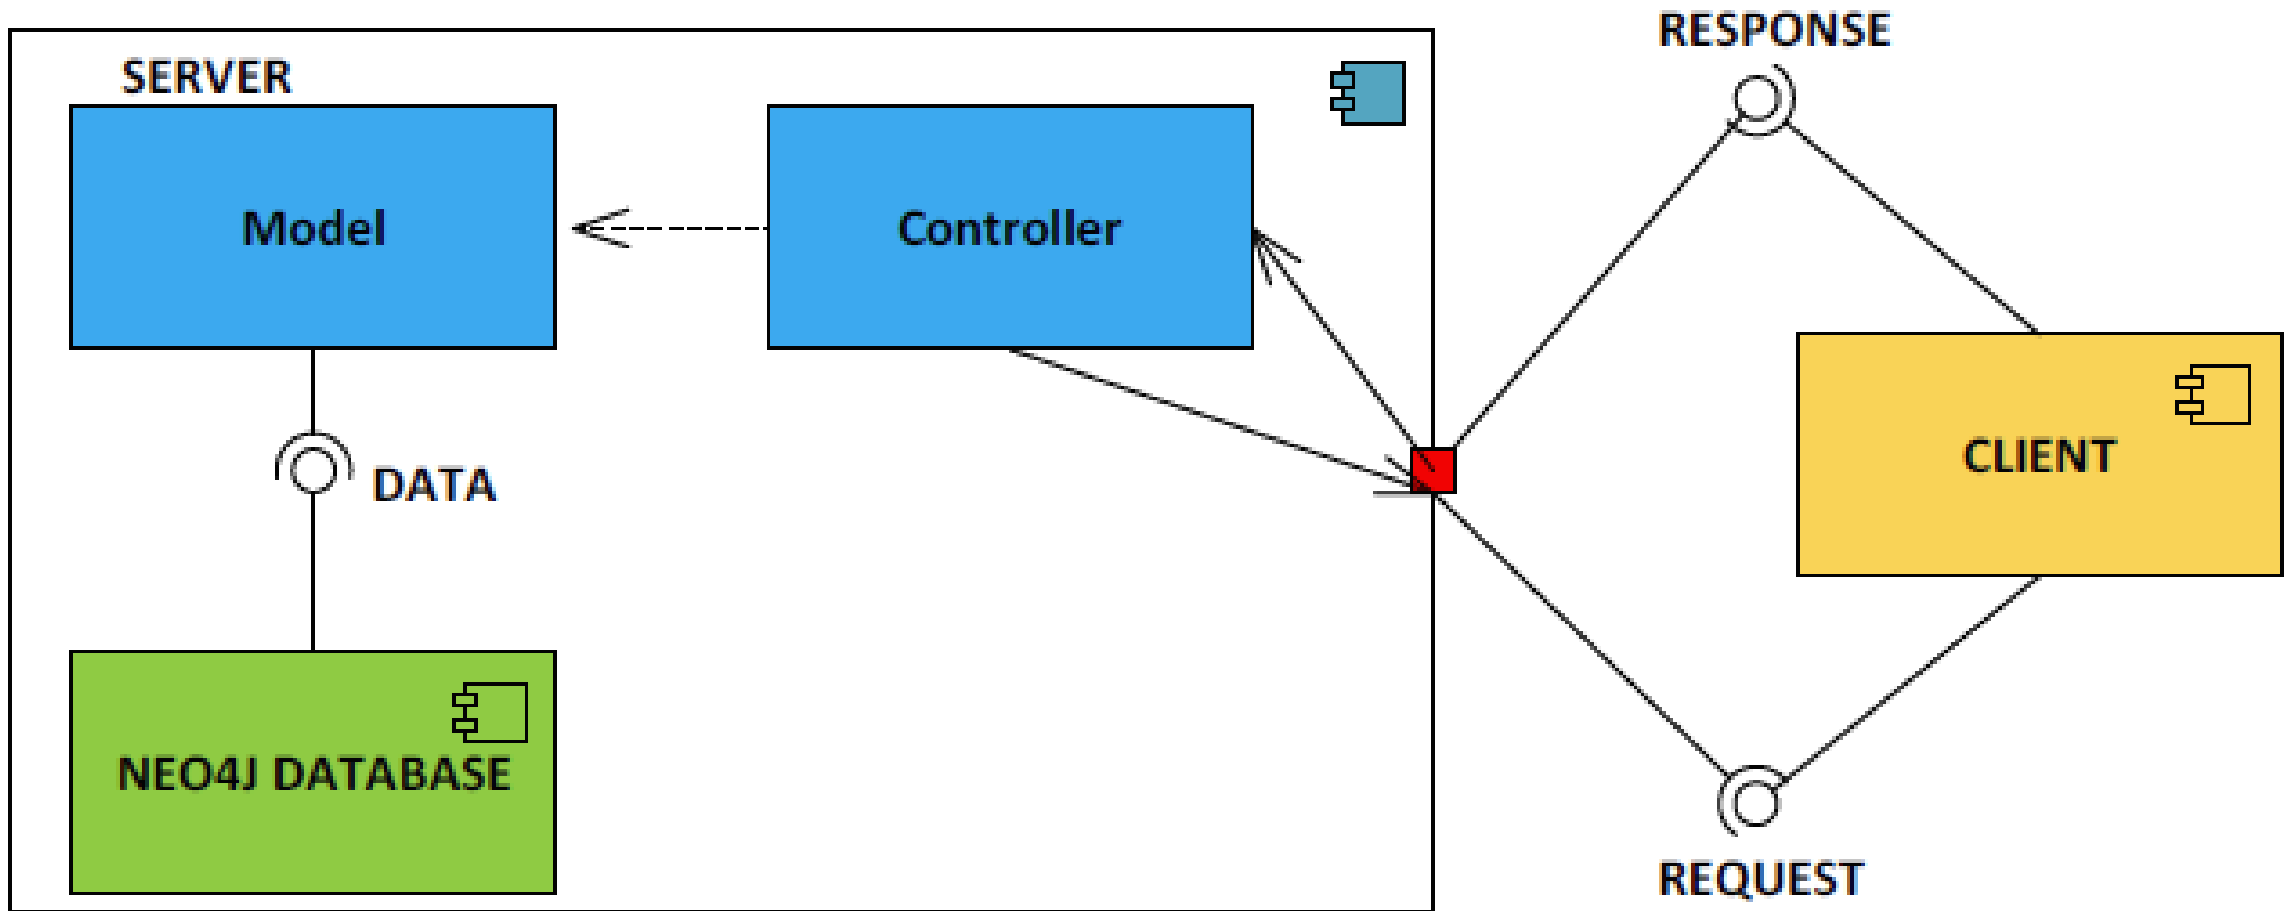 RESPONSE
SERVER
Model
Controller
CLIENT
DATA
NEO4J DATABASE
REQUEST